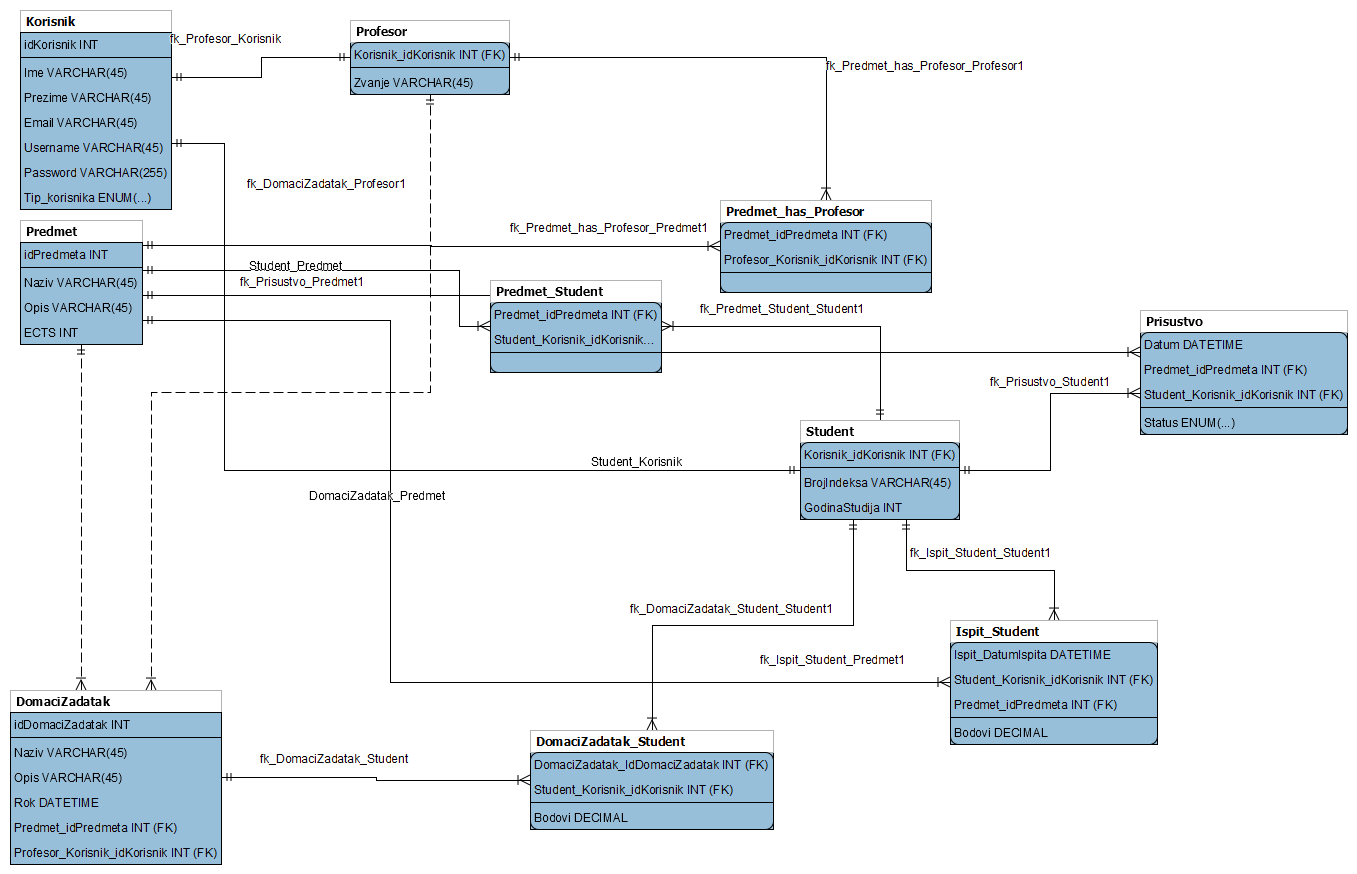 Korisnik
idKorisnik INT
Ime VARCHAR(45)
Prezime VARCHAR(45)
Email VARCHAR(45)
Username VARCHAR(45)
Password VARCHAR(255)
Tip_korisnika ENUM(...)
fk_Profesor_Korisnik
Profesor
Korisnik_idKorisnik INT (FK)
Zvanje VARCHAR(45)
fk_Predmet_has_Profesor_Profesor1
fk_DomaciZadatak_Profesor1
Predmet
idPredmeta INT
Naziv VARCHAR(45)
Opis VARCHAR(45)
ECTS INT
fk_Predmet_has_Profesor_Predmet1
Predmet_has_Profesor
Predmet_idPredmeta INT (FK)
Profesor_Korisnik_idKorisnik INT (FK)
Student_Predmet
fk_Prisustvo_Predmet1
Predmet_Student
Predmet_idPredmeta INT (FK)
Student_Korisnik_idKorisnik...
fk_Predmet_Student_Student1
Prisustvo
Datum DATETIME
Predmet_idPredmeta INT (FK)
Student_Korisnik_idKorisnik INT (FK)
Status ENUM(...)
fk_Prisustvo_Student1
Student
Korisnik_idKorisnik INT (FK)
BrojIndeksa VARCHAR(45)
GodinaStudija INT
Student_Korisnik
DomaciZadatak_Predmet
fk_Ispit_Student_Student1
fk_DomaciZadatak_Student_Student1
fk_Ispit_Student_Predmet1
Ispit_Student
Ispit_DatumIspita DATETIME
Student_Korisnik_idKorisnik INT (FK)
Predmet_idPredmeta INT (FK)
Bodovi DECIMAL
DomaciZadatak
idDomaciZadatak INT
Naziv VARCHAR(45)
Opis VARCHAR(45)
Rok DATETIME
Predmet_idPredmeta INT (FK)
Profesor_Korisnik_idKorisnik INT (FK)
fk_DomaciZadatak_Student
DomaciZadatak_Student
DomaciZadatak_IdDomaciZadatak INT (FK)
Student_Korisnik_idKorisnik INT (FK)
Bodovi DECIMAL